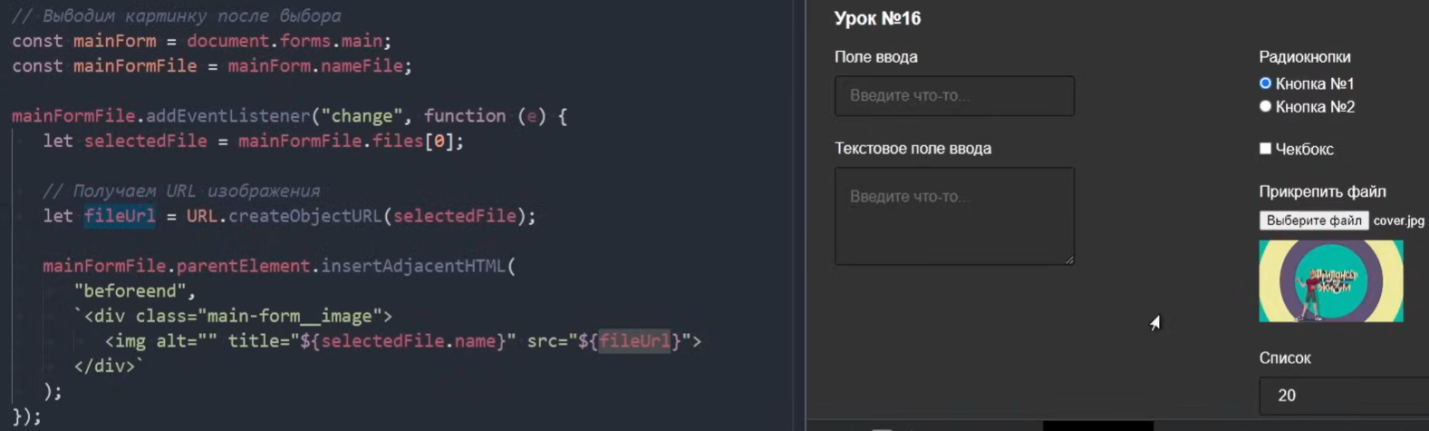 // Выводим картинку после выбора
const mainForm = document.forms.main;
const mainFormFile = mainForm.nameFile;
mainFormFile.addEventListener("change", function (e) {
let selectedFile = mainFormFile.files[0];
// Получаем URL изображения
let fileUrl = URL.createObjectURL(selectedFile);
mainFormFile.parentElement.insertAdjacentHTML(
"beforeend",
`<div class="main-form__image">
<img alt="" title="${selectedFile.name}" src="${fileUrl}">
</div>`
);
});
Урок №16
Поле ввода
Введите что-то...
Текстовое поле ввода
Введите что-то...
Радиокнопки
Кнопка №1
Кнопка №2
Чекбокс
Прикрепить файл
Выберите файл cover.jpg
Список
20